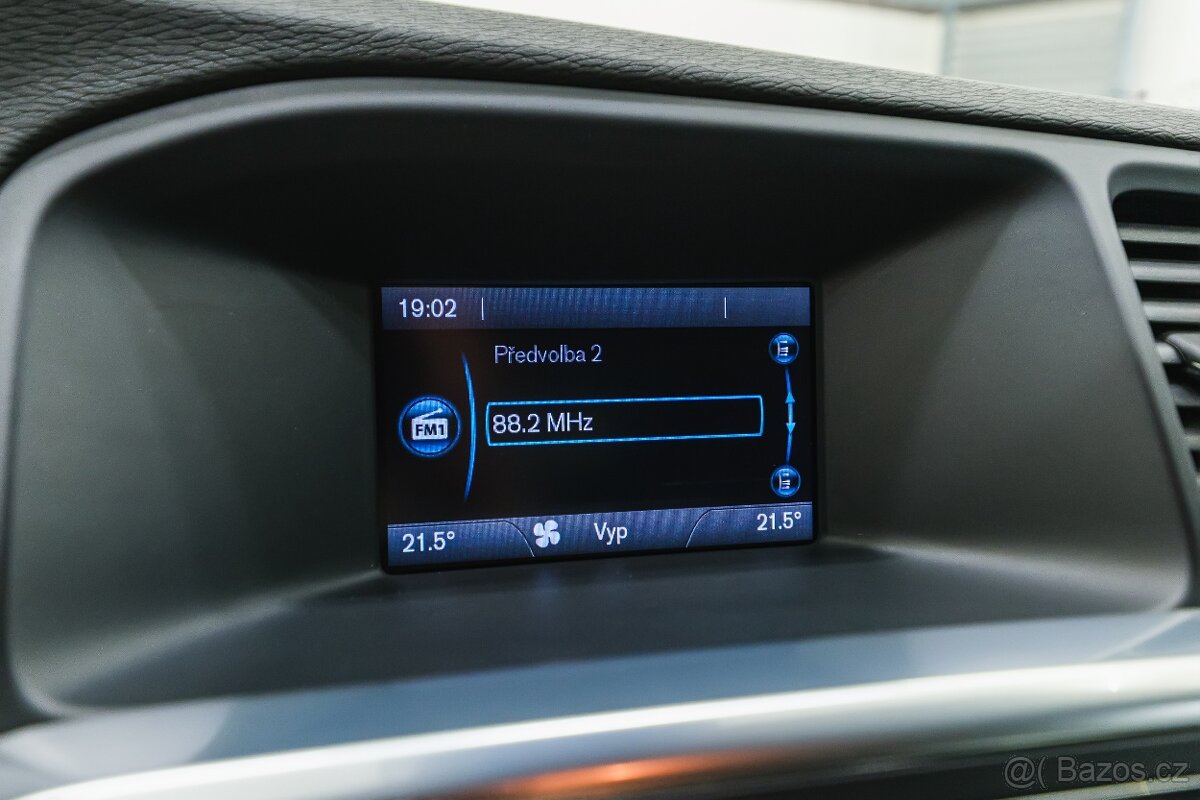 19:02
Předvolba 2
FM1
88.2 MHz
21.5° Vyp 21.5°
@( Bazos.cz